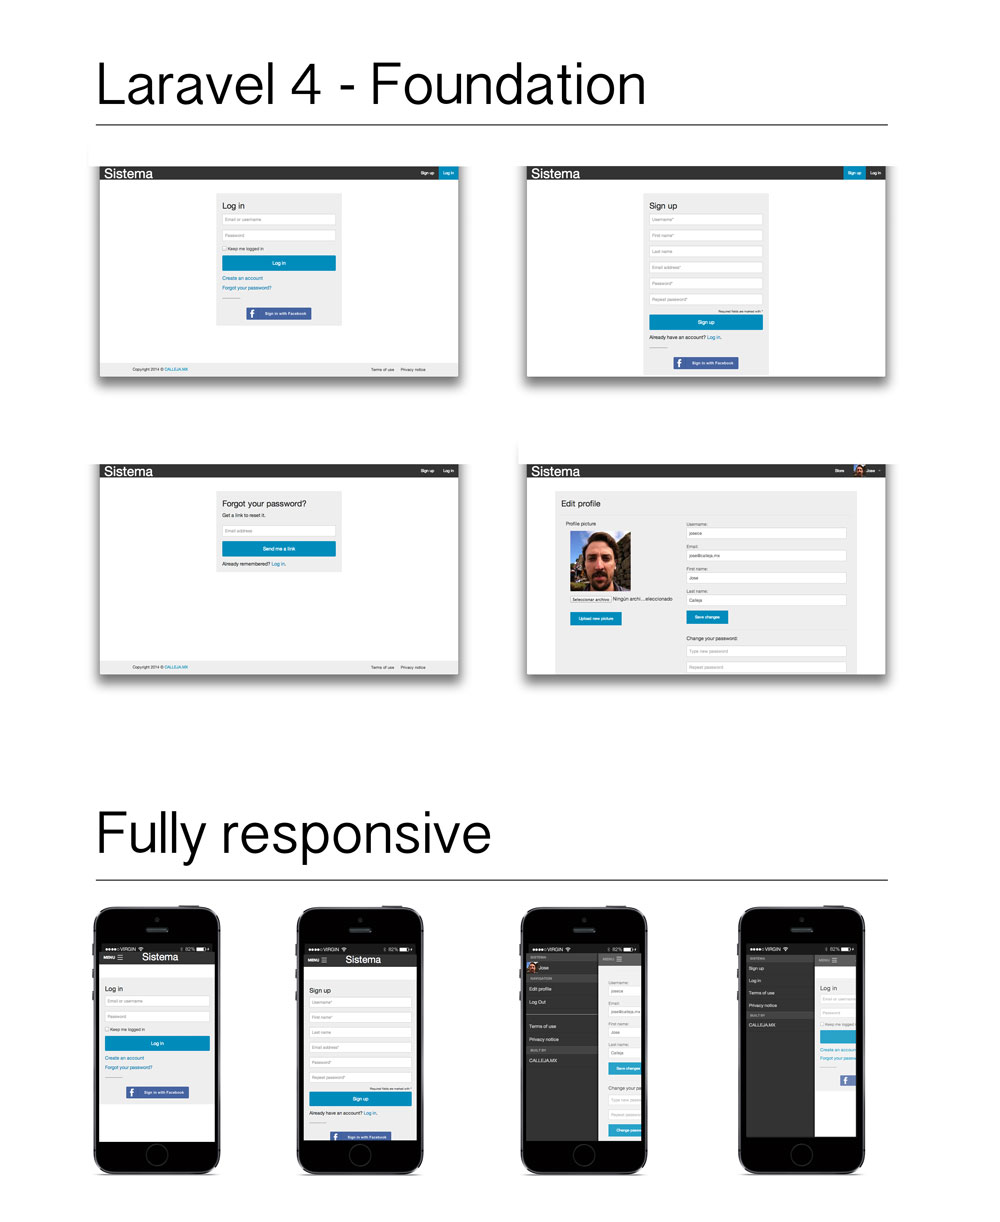 Laravel 4 - Foundation
Sistema
Sign up
Log in
Log in
Email or username
Password
Keep me logged in
Log in
Create an account
Forgot your password?
Sign in with Facebook
Copyright 2014 © CALLEJA.MX
Terms of use
Privacy notice
Sistema
Sign up
Log in
Sign up
Username*
First name*
Last name
Email address*
Password*
Repeat password*
Required fields are marked with *
Sign up
Already have an account? Log in.
Sign in with Facebook
Sistema
Sign up
Log in
Forgot your password?
Get a link to reset it.
Email address
Send me a link
Already remembered? Log in.
Copyright 2014 © CALLEJA.MX
Terms of use
Privacy notice
Sistema
Jose
Edit profile
Profile picture
Seleccionar archivo Ningún archi...eleccionado
Upload new picture
Username:
josece
Email:
jose@calleja.mx
First name:
Jose
Last name:
Calleja
Save changes
Change your password:
Type new password
Repeat password
Fully responsive
VIRGIN 82%
MENU Sistema
Log in
Email or username
Password
Keep me logged in
Log in
Create an account
Forgot your password?
Sign in with Facebook
VIRGIN 82%
MENU Sistema
Sign up
Username*
First name*
Last name
Email address*
Password*
Repeat password*
Required fields are marked with *
Sign up
Already have an account? Log in.
Sign in with Facebook
VIRGIN 82%
SISTEMA
Jose
NAVIGATION
Edit profile
Log Out
Terms of use
Privacy notice
BUILT BY
CALLEJA.MX
MENU
Username:
josece
Email:
jose@calleja.mx
First name:
Jose
Last name:
Calleja
Save changes
Change your pa
Type new passw
Repeat passwo
Change passw
VIRGIN 82%
SISTEMA
Sign up
Log in
Terms of use
Privacy notice
BUILT BY
CALLEJA.MX
MENU
Log in
Email or usernam
Password
Keep me logged i
Create an accoun
Forgot your passw